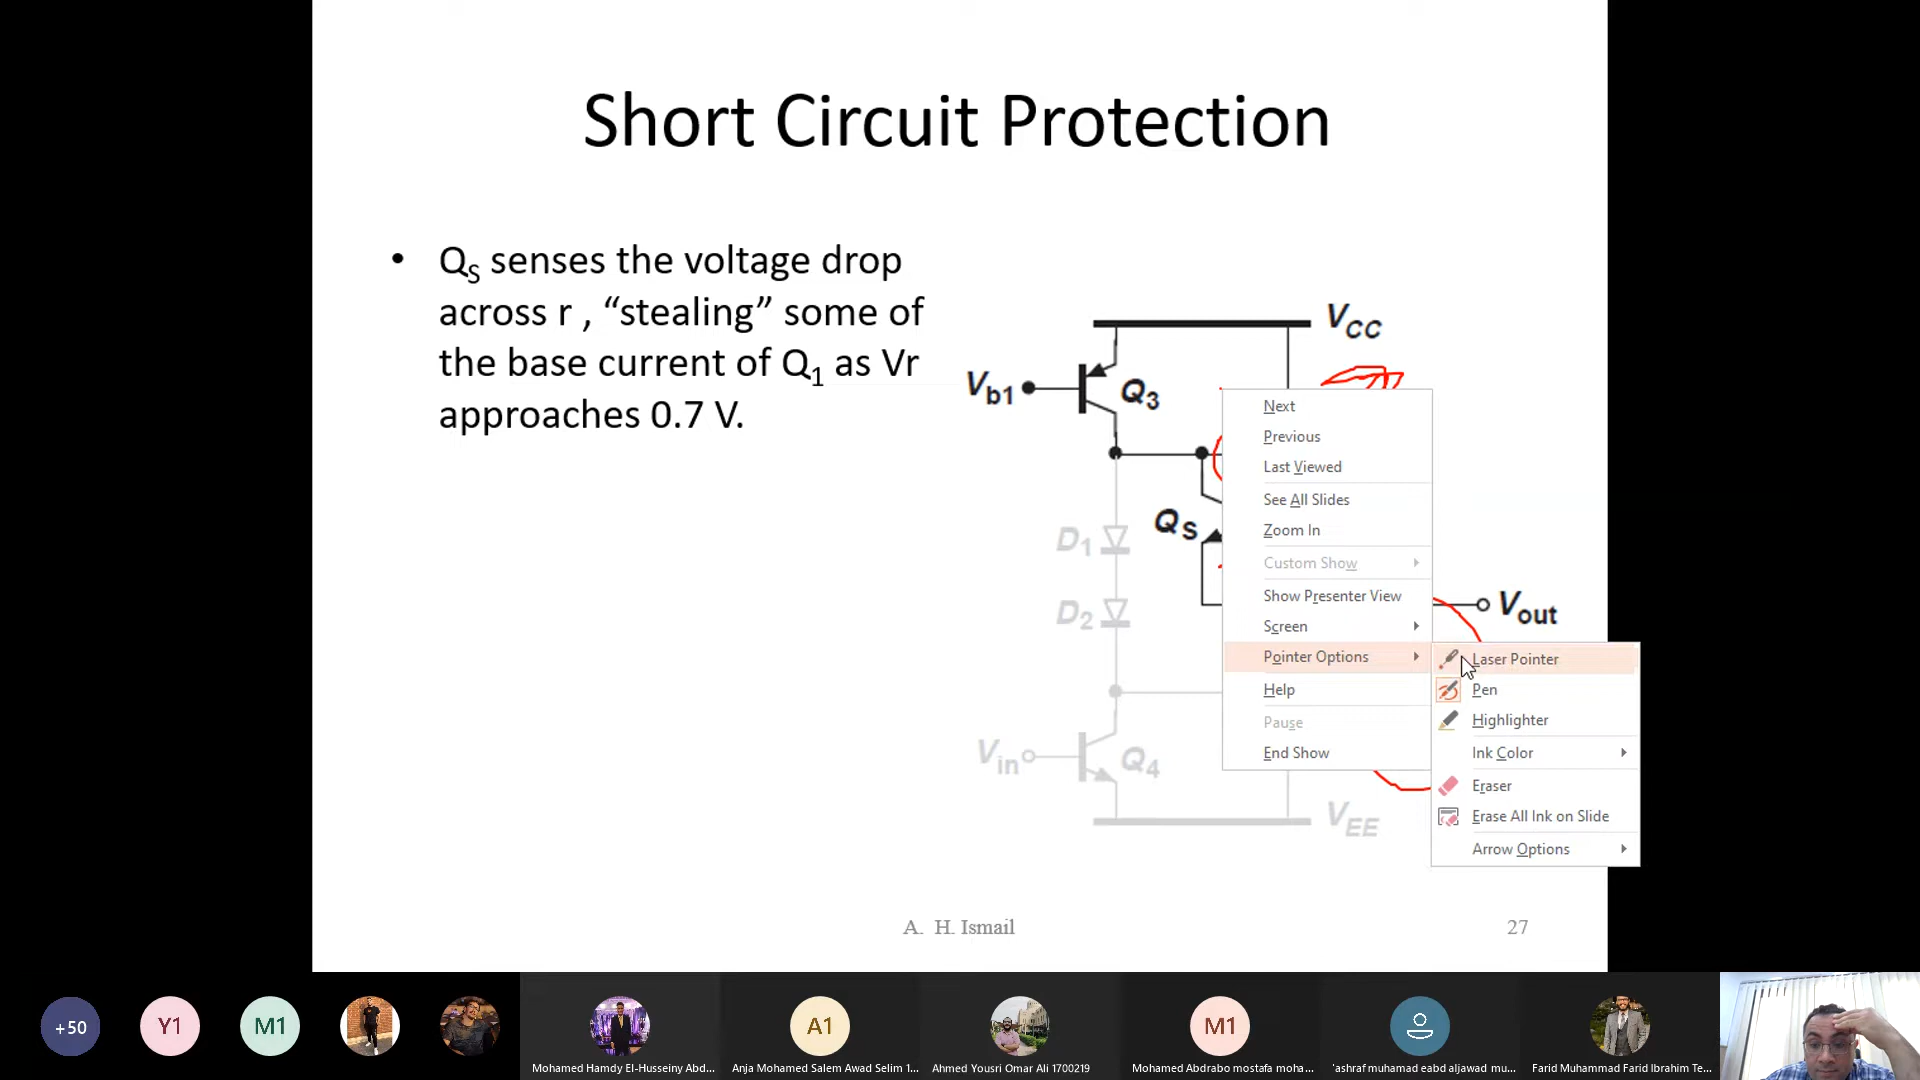 Short Circuit Protection
• QS senses the voltage drop
across r , “stealing” some of
the base current of Q1 as Vr
approaches 0.7 V.
VCC
Vb1
Q3
QS
D1
D2
Vout
Vin
Q4
VEE
Next
Previous
Last Viewed
See All Slides
Zoom In
Custom Show
Show Presenter View
Screen
Pointer Options
Help
Pause
End Show
Laser Pointer
Pen
Highlighter
Ink Color
Eraser
Erase All Ink on Slide
Arrow Options
A. H. Ismail
27
+50
Y1
M1
A1
M1
Mohamed Hamdy El-Husseiny Abd...
Anja Mohamed Salem Awad Selim 1...
Ahmed Yousri Omar Ali 1700219
Mohamed Abdrabo mostafa moha...
'ashraf muhamad eabd aljawad mu...
Farid Muhammad Farid Ibrahim Te...